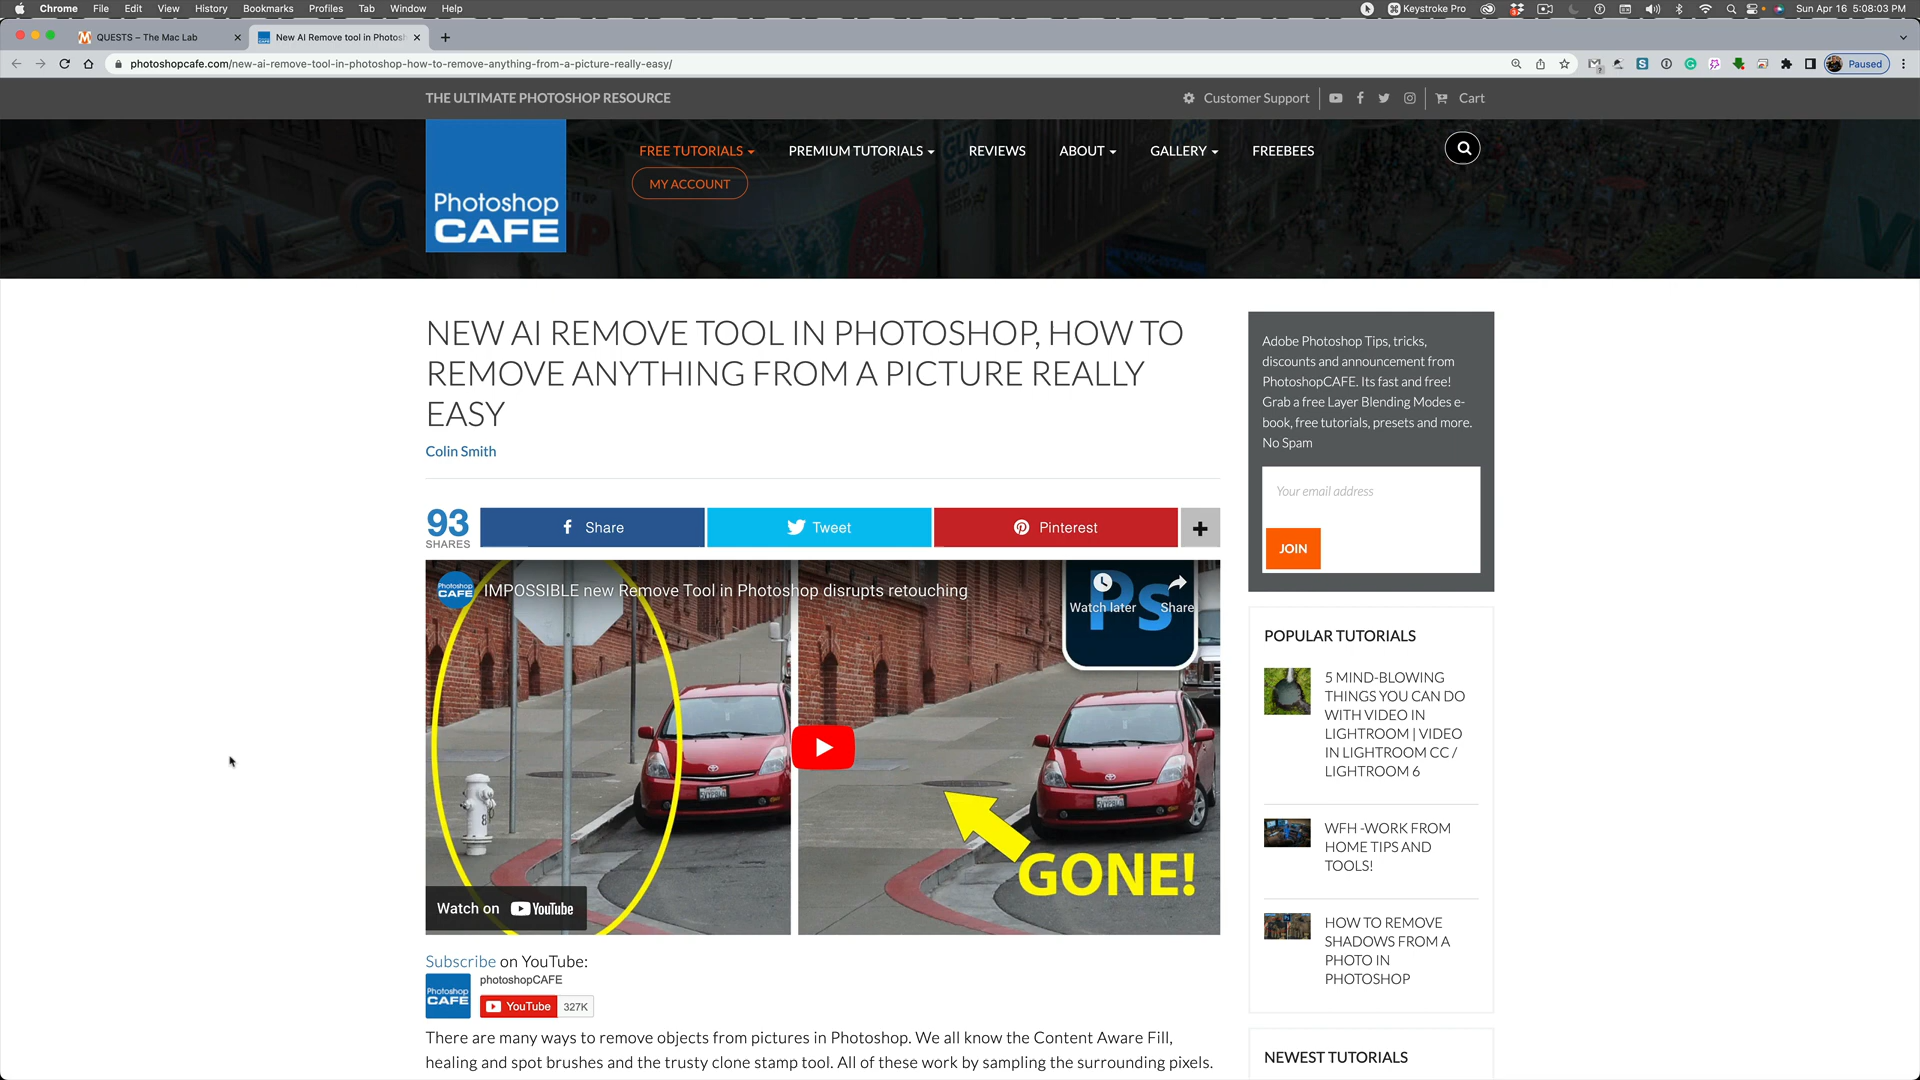 Chrome File Edit View History Bookmarks Profiles Tab Window Help
Keystroke Pro
Sun Apr 16 5:08:03 PM
QUESTS – The Mac Lab
New AI Remove tool in Photosh
photoshopcafe.com/new-ai-remove-tool-in-photoshop-how-to-remove-anything-from-a-picture-really-easy/
Paused
THE ULTIMATE PHOTOSHOP RESOURCE
Customer Support
Cart
Photoshop
CAFE
FREE TUTORIALS PREMIUM TUTORIALS REVIEWS ABOUT GALLERY FREEBEES
MY ACCOUNT
NEW AI REMOVE TOOL IN PHOTOSHOP, HOW TO
REMOVE ANYTHING FROM A PICTURE REALLY
EASY
Colin Smith
93
SHARES
Share
Tweet
Pinterest
+
Photoshop
CAFE
IMPOSSIBLE new Remove Tool in Photoshop disrupts retouching
Watch later
Share
Ps
8
GONE!
Watch on YouTube
Subscribe on YouTube:
Photoshop
CAFE
photoshopCAFE
YouTube 327K
There are many ways to remove objects from pictures in Photoshop. We all know the Content Aware Fill,
healing and spot brushes and the trusty clone stamp tool. All of these work by sampling the surrounding pixels.
Adobe Photoshop Tips, tricks,
discounts and announcement from
PhotoshopCAFE. Its fast and free!
Grab a free Layer Blending Modes e-
book, free tutorials, presets and more.
No Spam
Your email address
JOIN
POPULAR TUTORIALS
5 MIND-BLOWING
THINGS YOU CAN DO
WITH VIDEO IN
LIGHTROOM | VIDEO
IN LIGHTROOM CC /
LIGHTROOM 6
WFH -WORK FROM
HOME TIPS AND
TOOLS!
HOW TO REMOVE
SHADOWS FROM A
PHOTO IN
PHOTOSHOP
NEWEST TUTORIALS